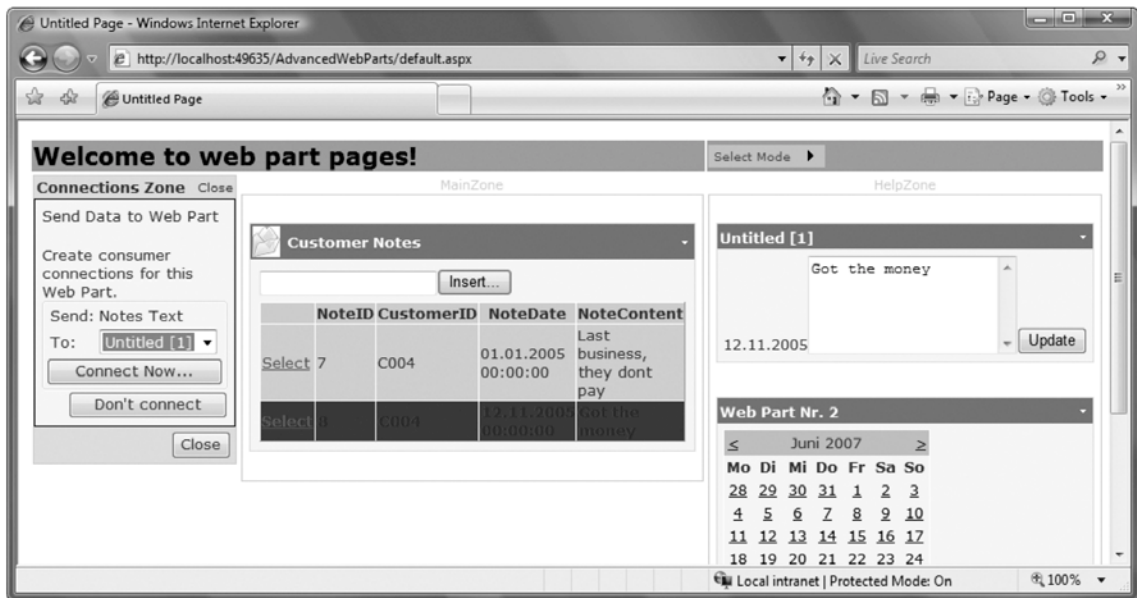 Untitled Page - Windows Internet Explorer
http://localhost:49635/AdvancedWebParts/default.aspx
Live Search
Untitled Page
Page
Tools
Welcome to web part pages!
Select Mode
Connections Zone Close
Send Data to Web Part
Create consumer
connections for this
Web Part.
Send: Notes Text
To: Untitled [1]
Connect Now...
Don't connect
Close
MainZone
Customer Notes
Insert...
NoteID CustomerID NoteDate NoteContent
Select 7 C004 01.01.2005 00:00:00 Last business, they dont pay
Select 8 C004 12.11.2005 00:00:00 Got the money
HelpZone
Untitled [1]
Got the money
12.11.2005 Update
Web Part Nr. 2
< Juni 2007 >
Mo Di Mi Do Fr Sa So
28 29 30 31 1 2 3
4 5 6 7 8 9 10
11 12 13 14 15 16 17
18 19 20 21 22 23 24
Local intranet | Protected Mode: On
100%